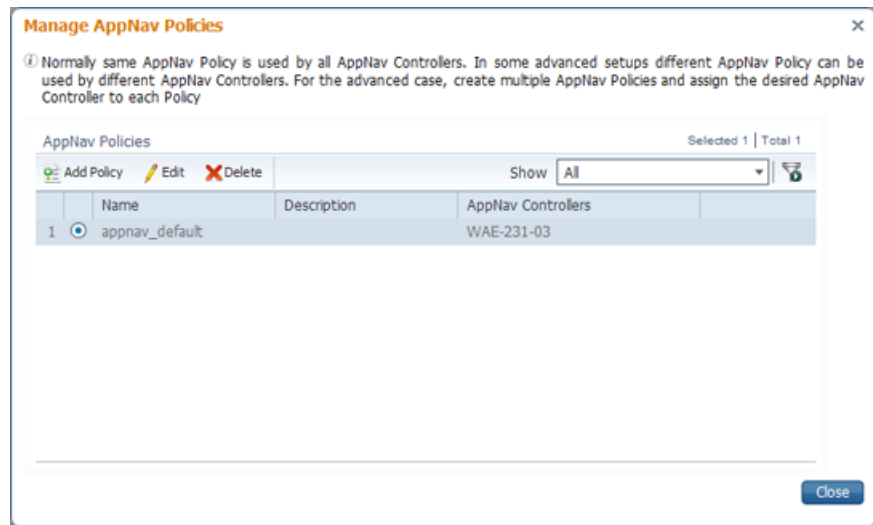 Manage AppNav Policies
Normally same AppNav Policy is used by all AppNav Controllers. In some advanced setups different AppNav Policy can be
used by different AppNav Controllers. For the advanced case, create multiple AppNav Policies and assign the desired AppNav
Controller to each Policy
AppNav Policies Selected 1 | Total 1
Add Policy Edit Delete Show All
Name Description AppNav Controllers
1 appnav_default WAE-231-03
Close